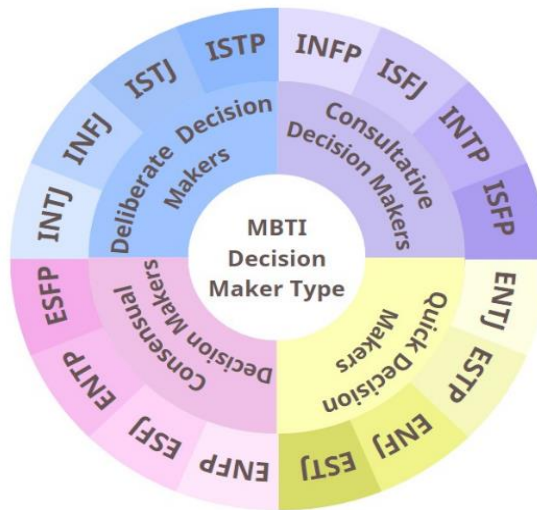 MBTI
Decision
Maker Type
Deliberate Decision
Makers
INTJ
INFJ
ISTJ
ISTP
Consultative
Decision Makers
INFP
ISFJ
INTP
ISFP
Quick Decision
Makers
ENTJ
ESTP
ENFJ
ESTJ
Consensual
Decision Makers
ENFP
ESFJ
ENTP
ESFP